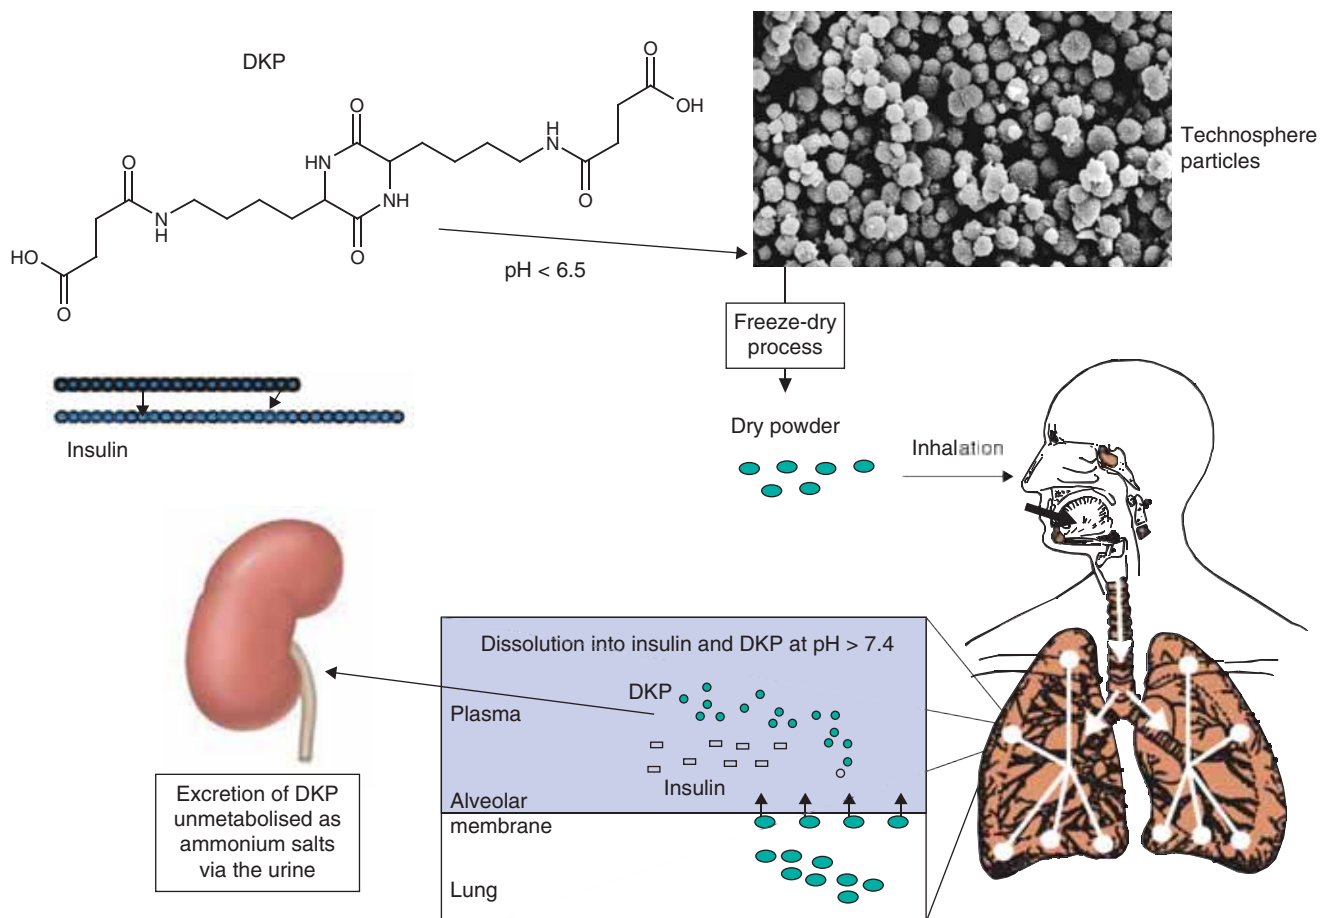 DKP
O
OH
O
H
N
HN
O
O
NH
N
H
O
O
HO
O
pH < 6.5
Technosphere
particles
Freeze-dry
process
Insulin
Dry powder
Inhalation
Dissolution into insulin and DKP at pH > 7.4
DKP
Plasma
Insulin
Alveolar
membrane
Lung
Excretion of DKP
unmetabolised as
ammonium salts
via the urine